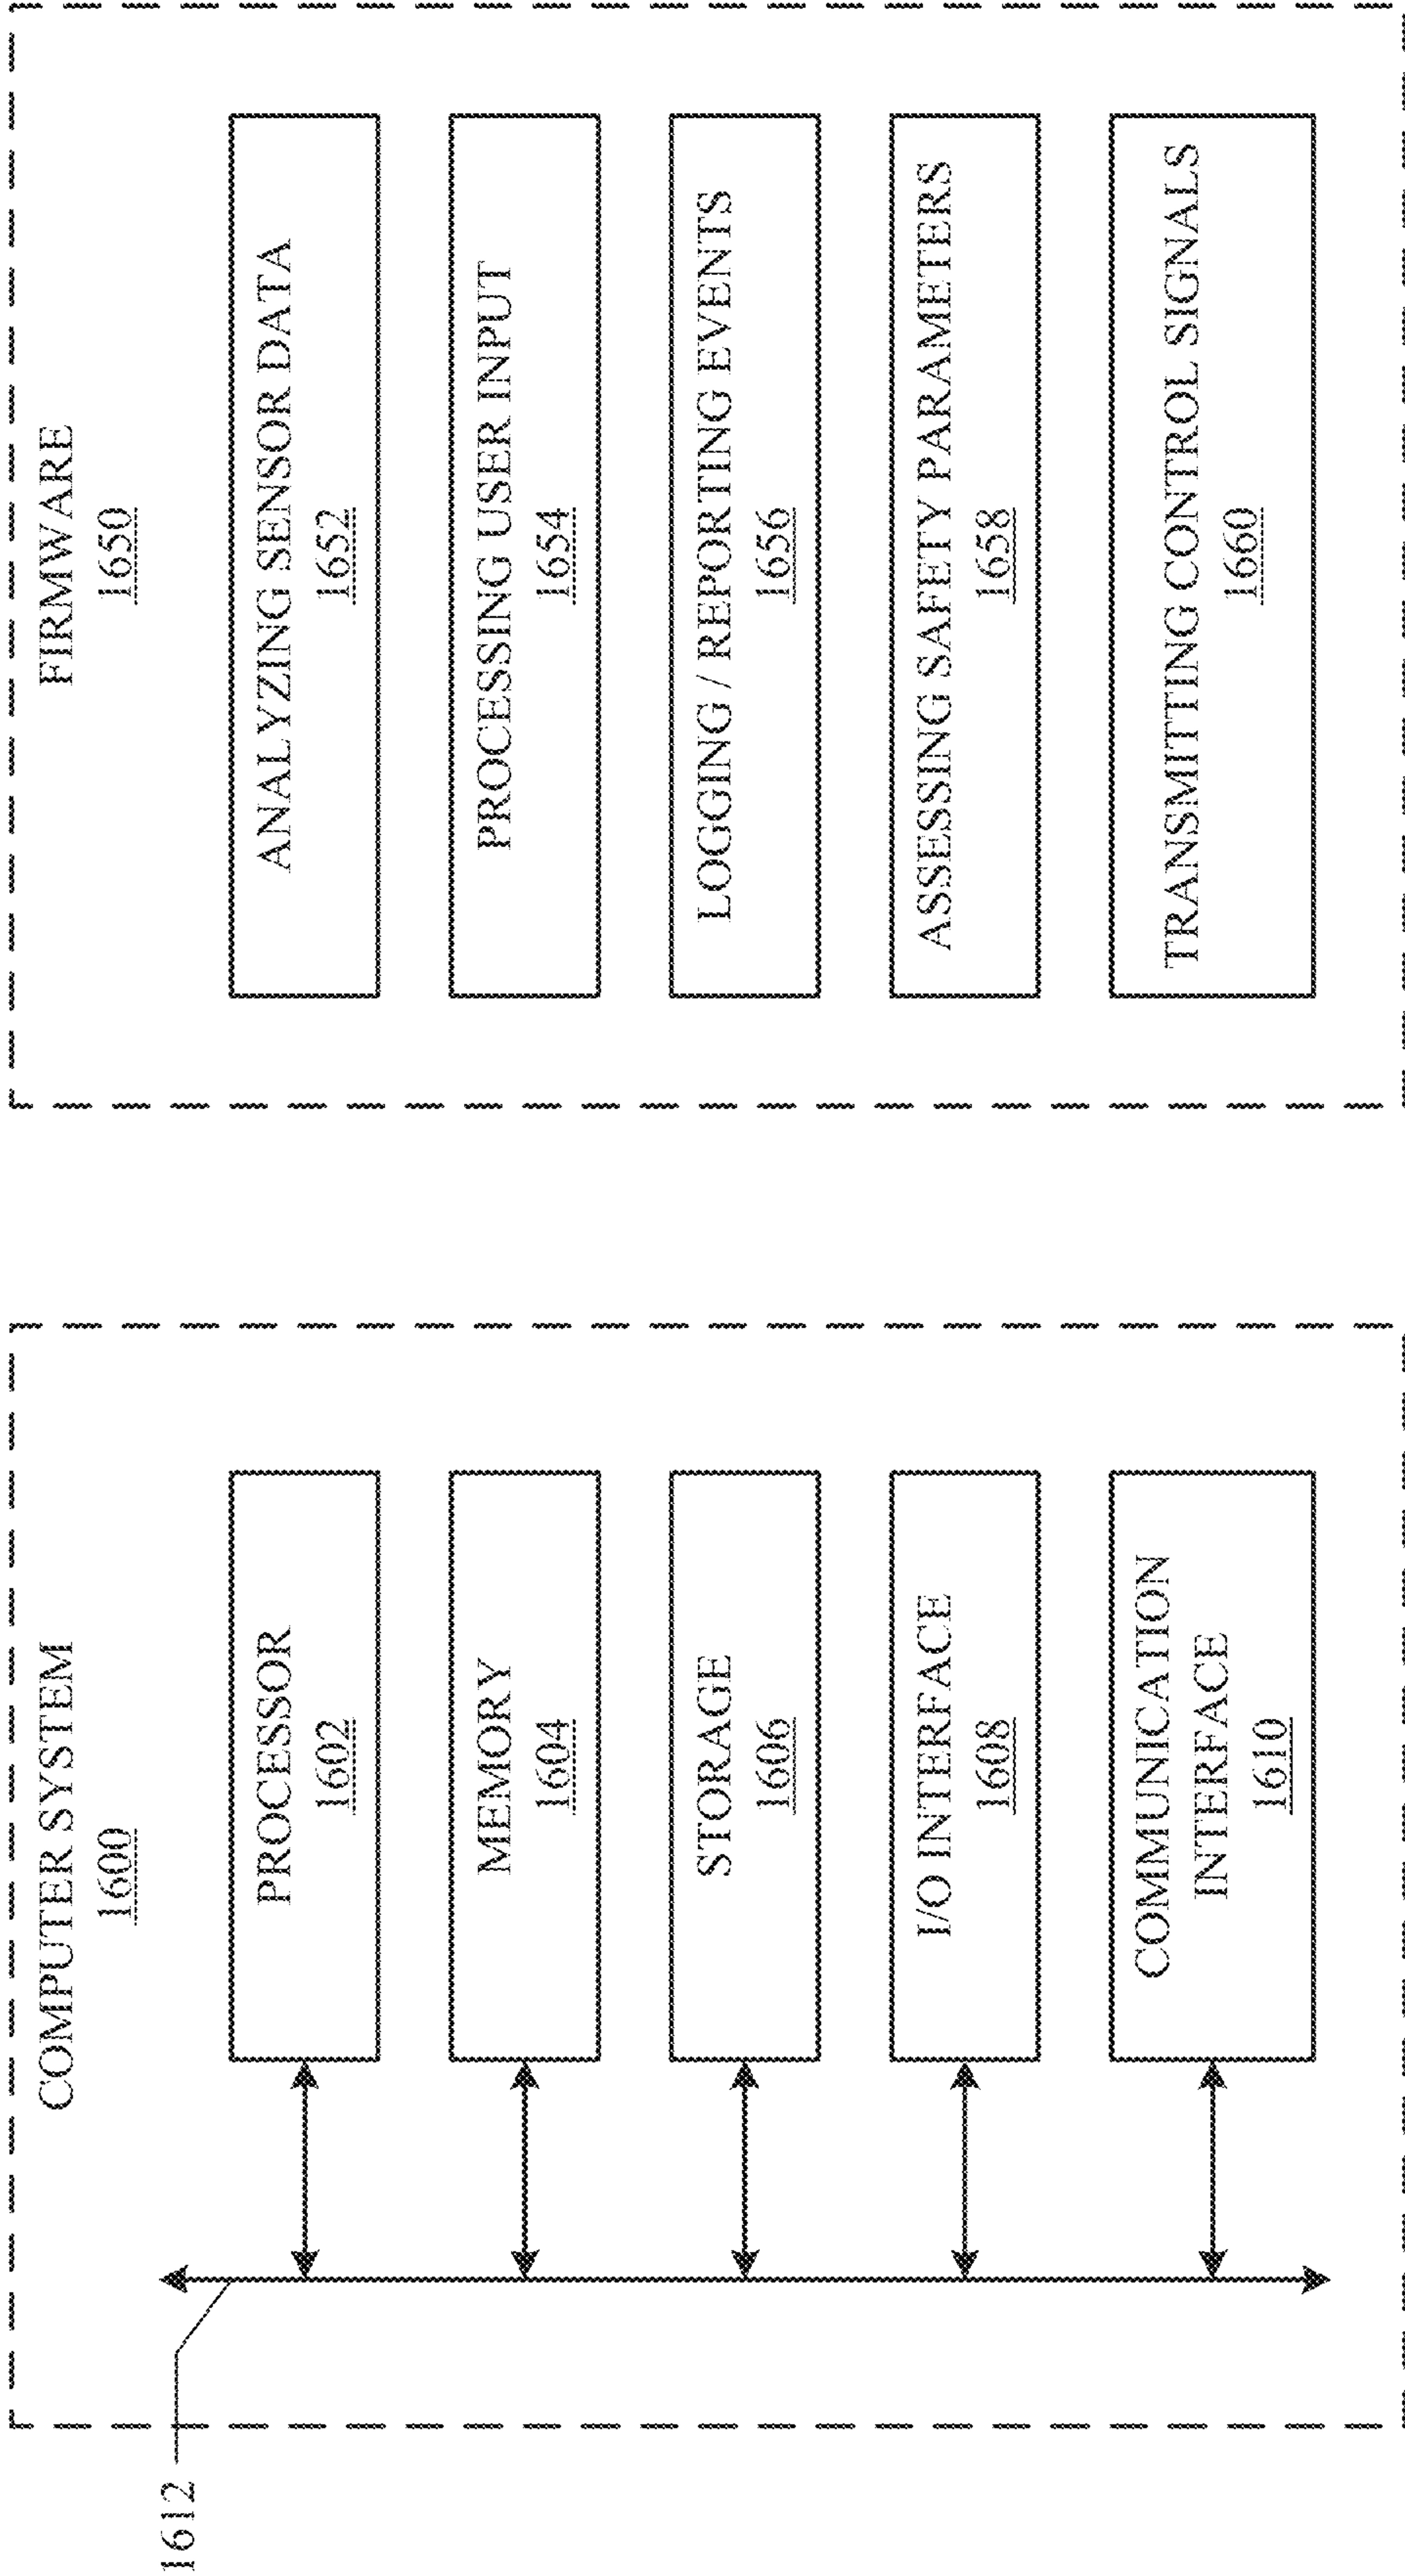 1612
COMPUTER SYSTEM
1600
PROCESSOR
1602
MEMORY
1604
STORAGE
1606
I/O INTERFACE
1608
COMMUNICATION
INTERFACE
1610
FIRMWARE
1650
ANALYZING SENSOR DATA
1652
PROCESSING USER INPUT
1654
LOGGING / REPORTING EVENTS
1656
ASSESSING SAFETY PARAMETERS
1658
TRANSMITTING CONTROL SIGNALS
1660